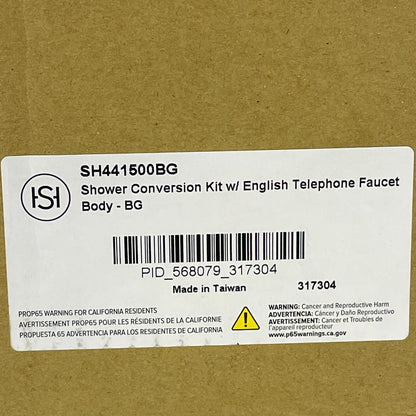 HSH
SH441500BG
Shower Conversion Kit w/ English Telephone Faucet
Body - BG
PID_568079_317304
Made in Taiwan
317304
PROP65 WARNING FOR CALIFORNIA RESIDENTS
AVERTISSEMENT PROP65 POUR LES RÉSIDENTS DE LA CALIFORNIE
PROPUESTA 65 ADVERTENCIA PARA RESIDENTES DE CALIFORNIA
WARNING: Cancer and Reproductive Harm
ADVERTENCIA: Cáncer y Daño Reproductivo
AVERTISSEMENT: Cancer et Troubles de
l'appareil reproducteur
www.p65warnings.ca.gov